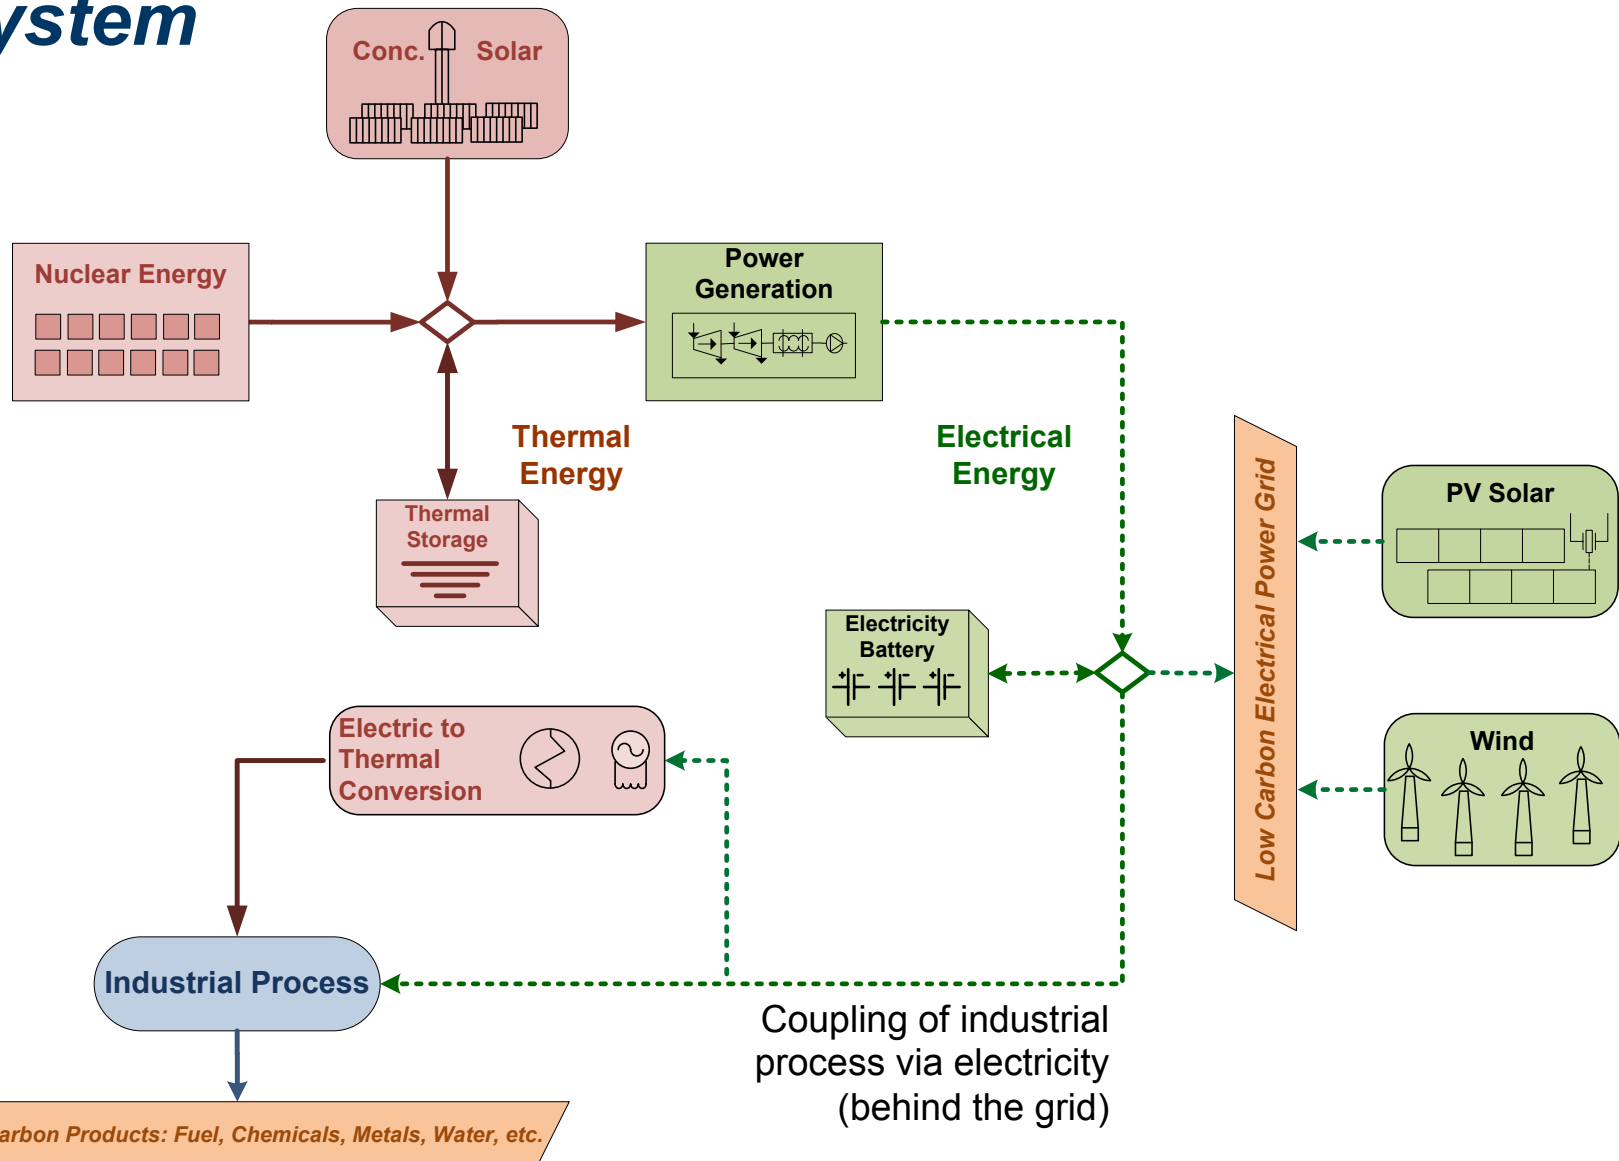 ystem
Conc. Solar
Nuclear Energy
Power
Generation
Thermal
Energy
Electrical
Energy
Thermal
Storage
PV Solar
Low Carbon Electrical Power Grid
Electricity
Battery
Electric to
Thermal
Conversion
Wind
Industrial Process
Coupling of industrial
process via electricity
(behind the grid)
arbon Products: Fuel, Chemicals, Metals, Water, etc.